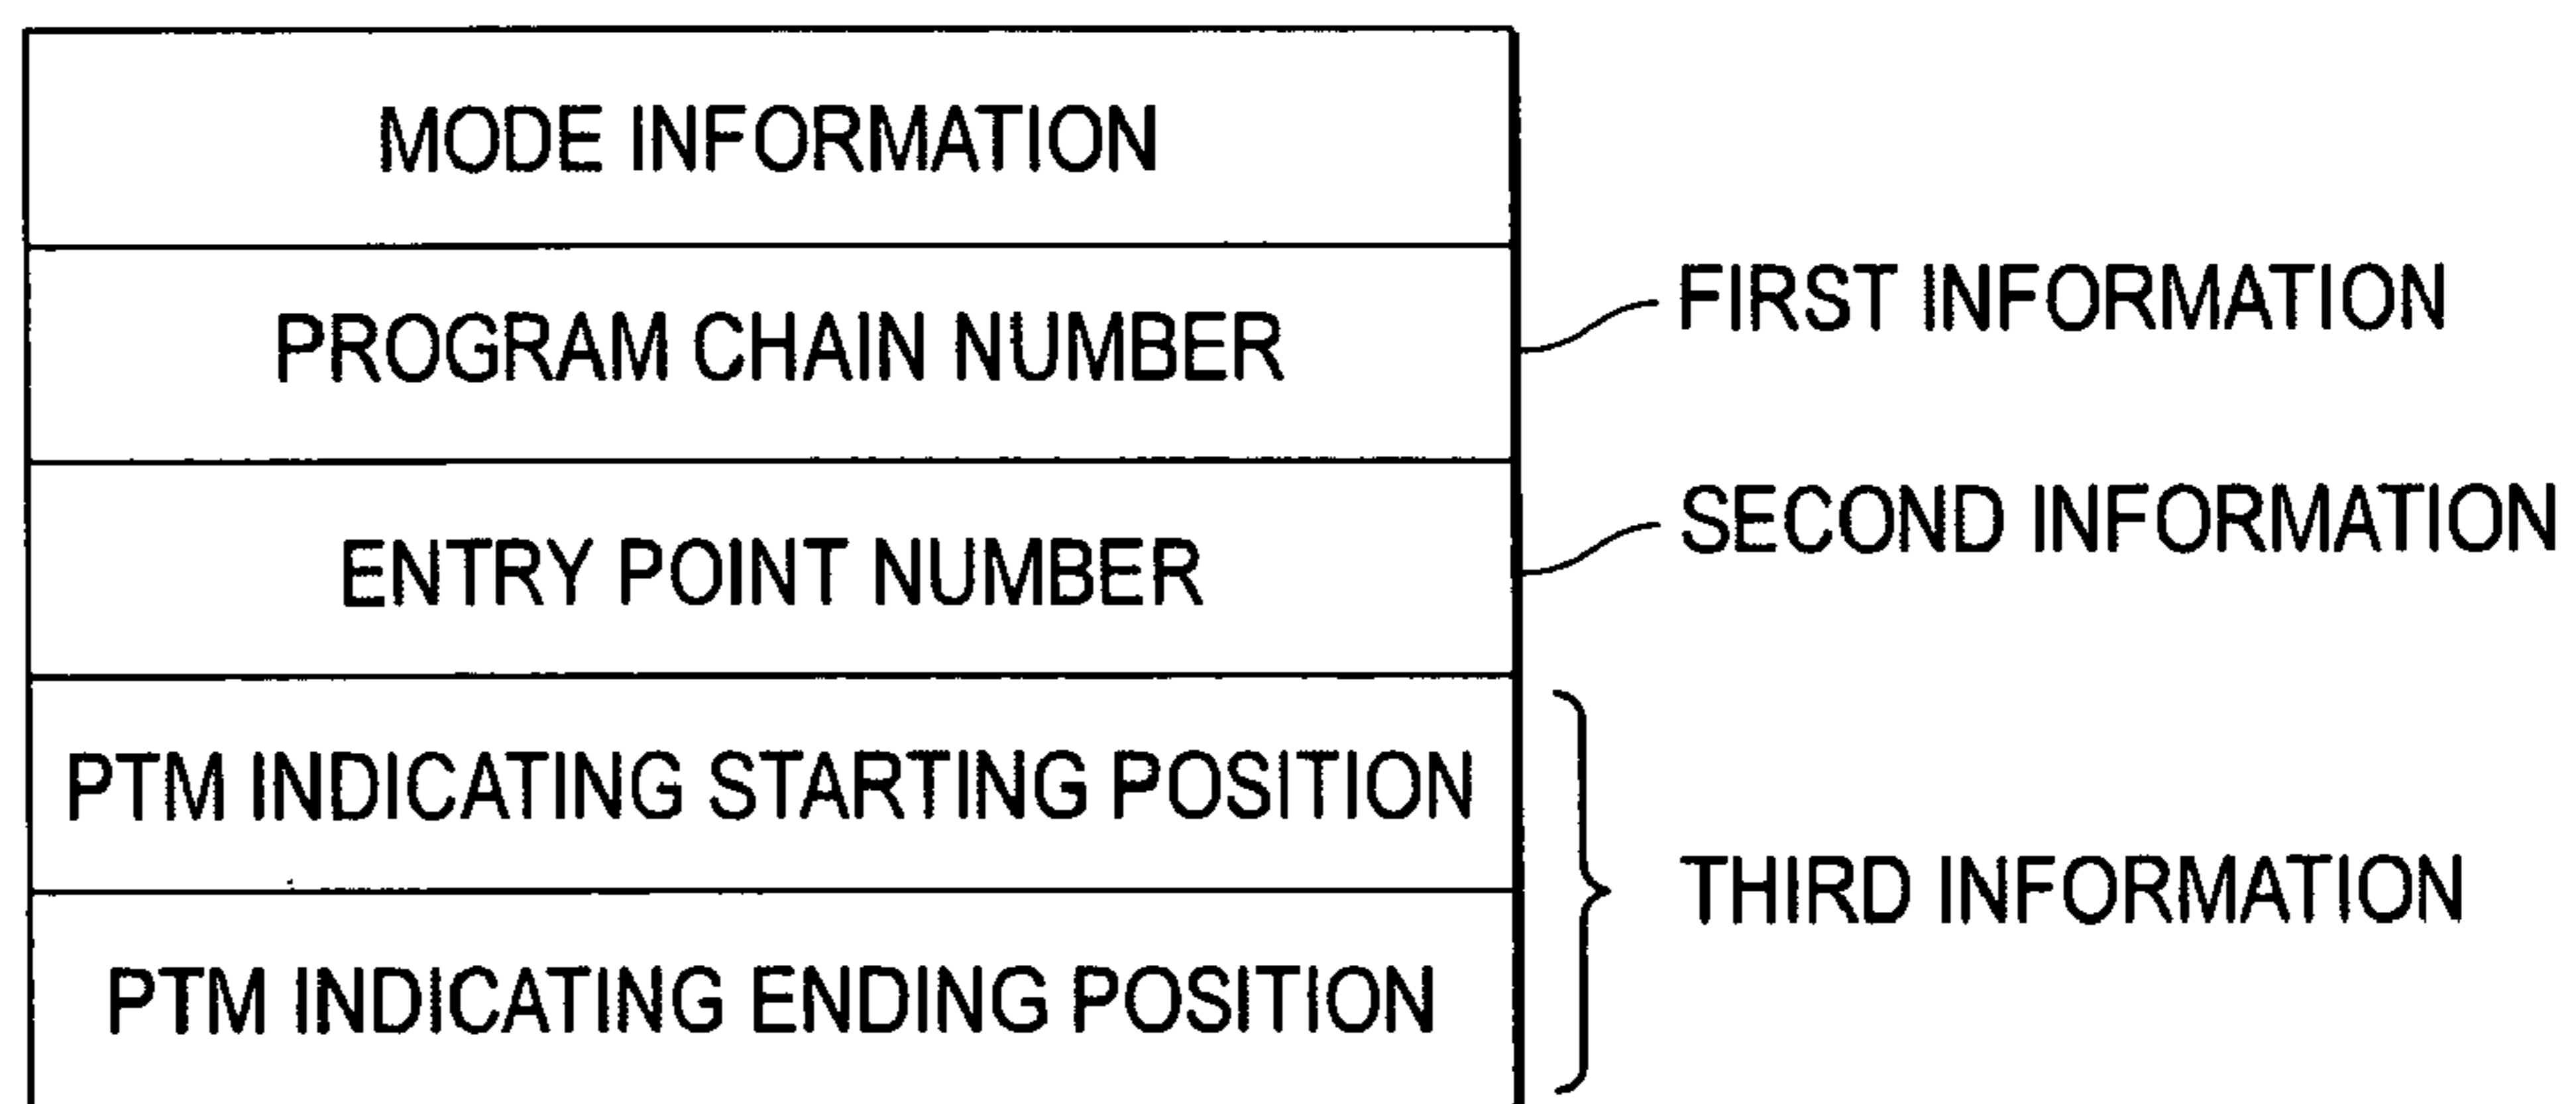 MODE INFORMATION
PROGRAM CHAIN NUMBER
FIRST INFORMATION
ENTRY POINT NUMBER
SECOND INFORMATION
PTM INDICATING STARTING POSITION
PTM INDICATING ENDING POSITION
THIRD INFORMATION